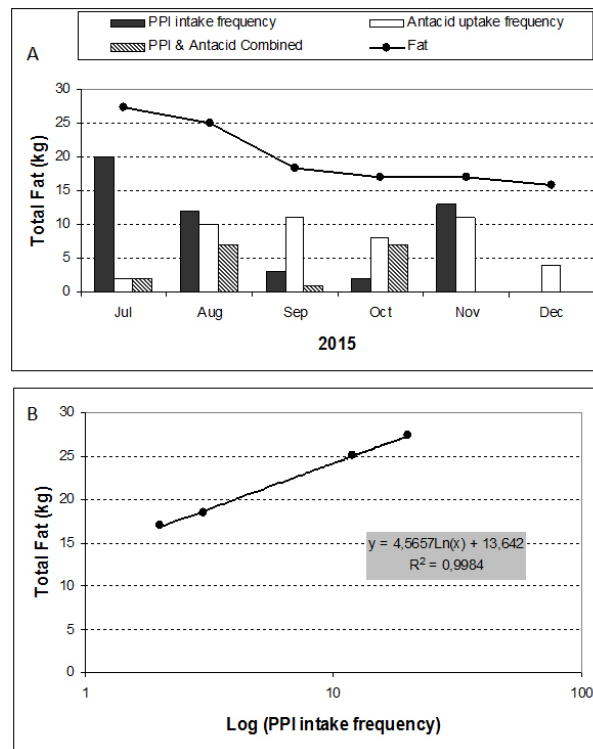 PPI intake frequency
Antacid uptake frequency
PPI & Antacid Combined
Fat
A
Total Fat (kg)
30
25
20
15
10
5
0
Jul Aug Sep Oct Nov Dec
2015
B
Total Fat (kg)
30
25
20
15
10
5
0
y = 4,5657Ln(x) + 13,642
R² = 0,9984
1 10 100
Log (PPI intake frequency)